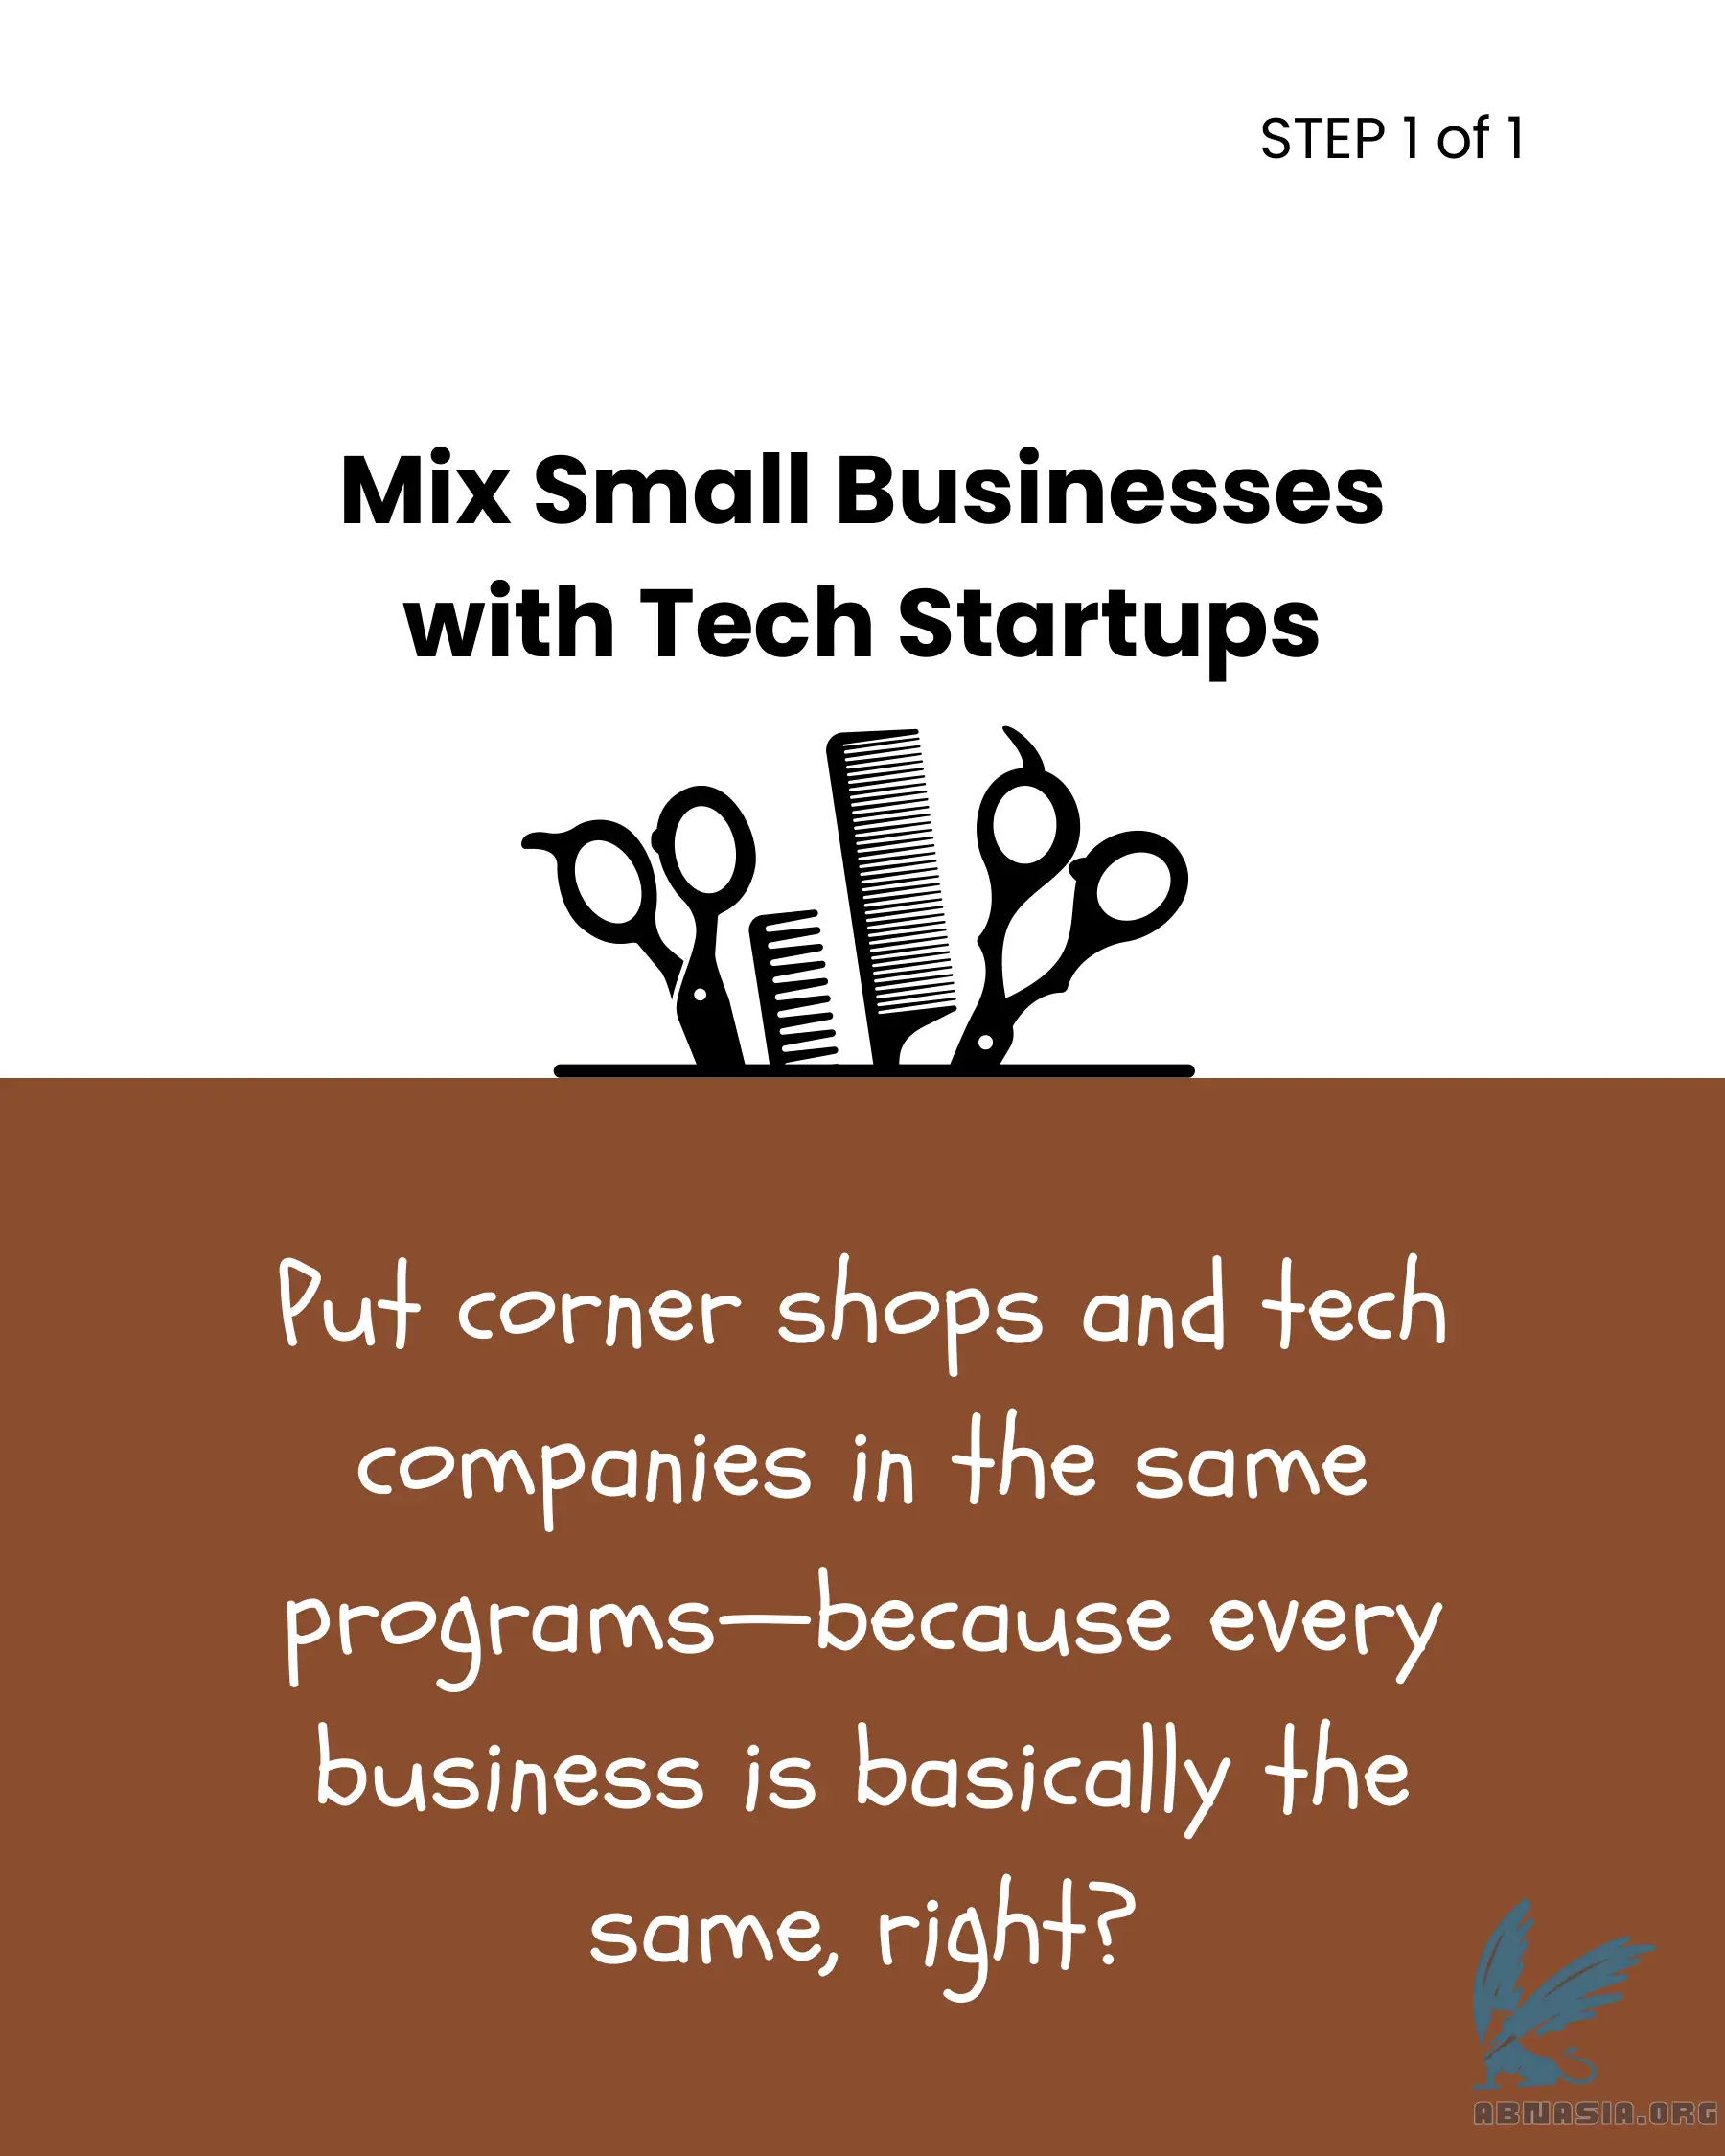 STEP 1 of 1
Mix Small Businesses
with Tech Startups
Put corner shops and tech
companies in the same
programs—because every
business is basically the
same, right?
ABNASIA.ORG